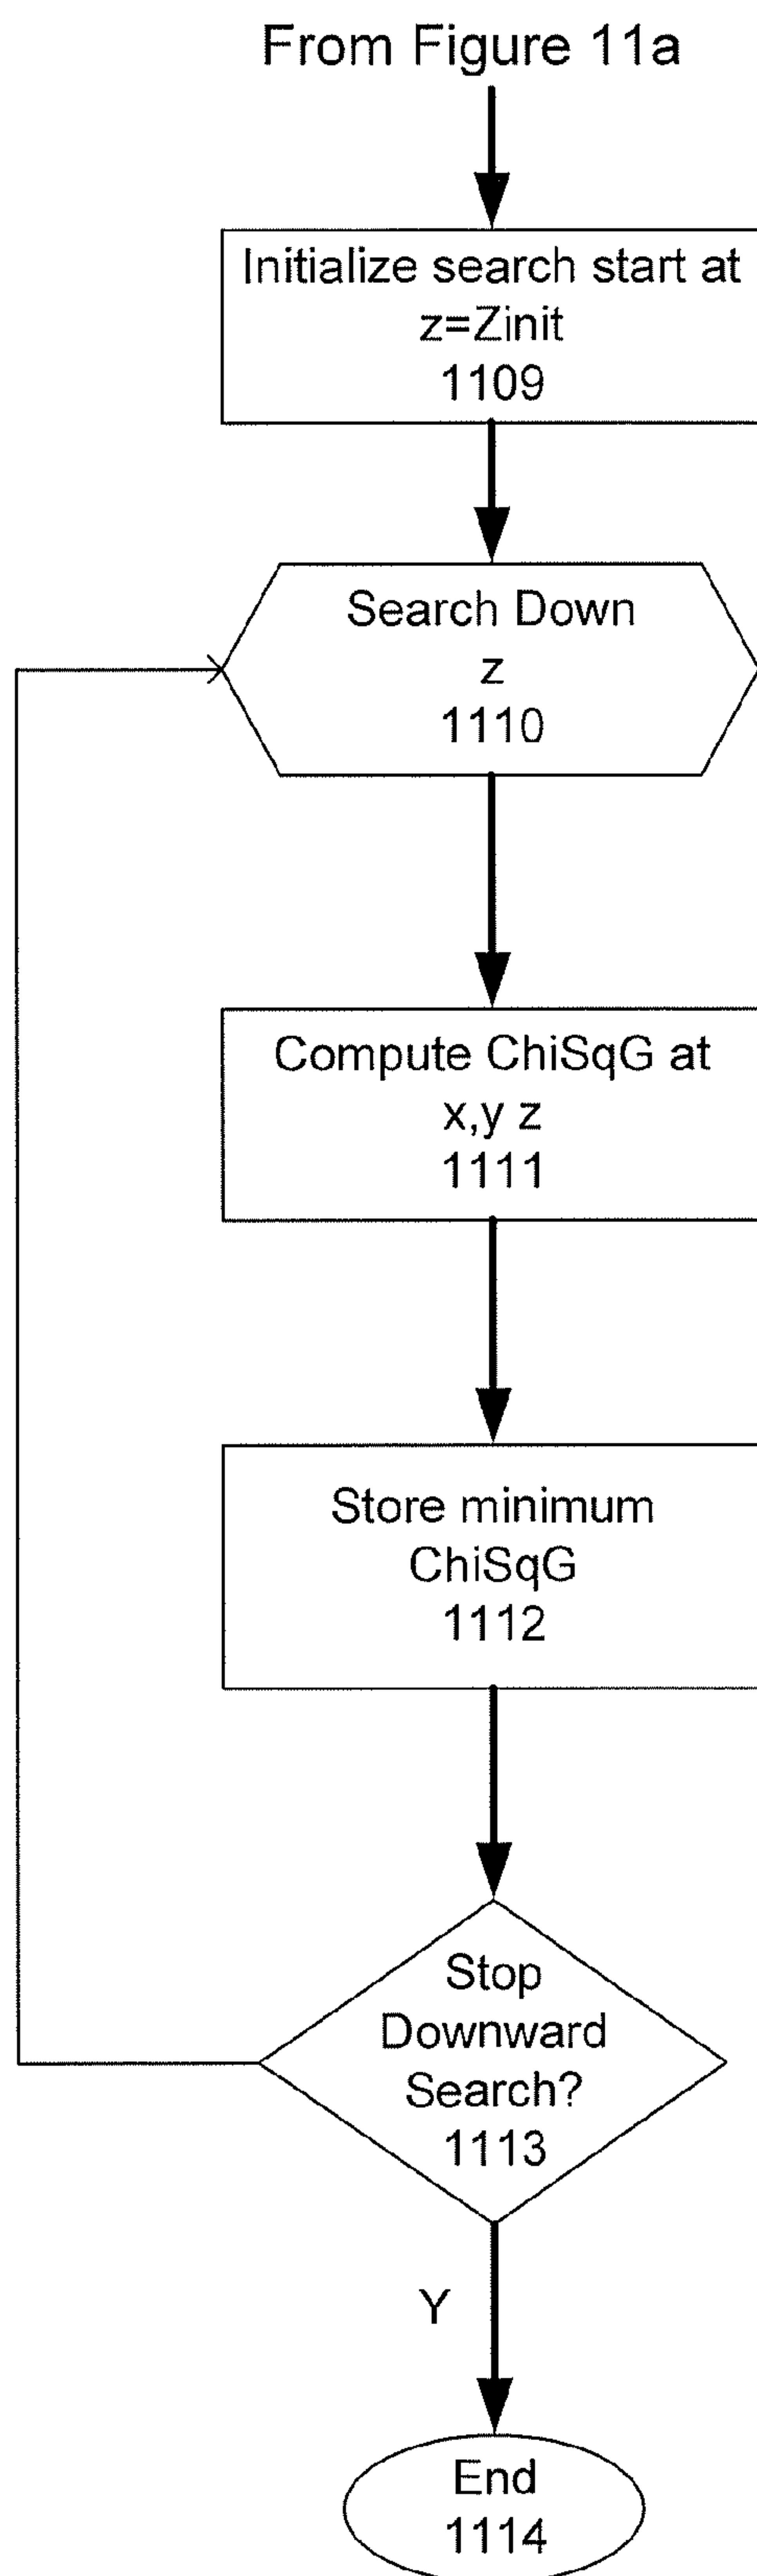 From Figure 11a
Initialize search start at
z=Zinit
1109
Search Down
z
1110
Compute ChiSqG at
x,y z
1111
Store minimum
ChiSqG
1112
Stop
Downward
Search?
1113
Y
End
1114